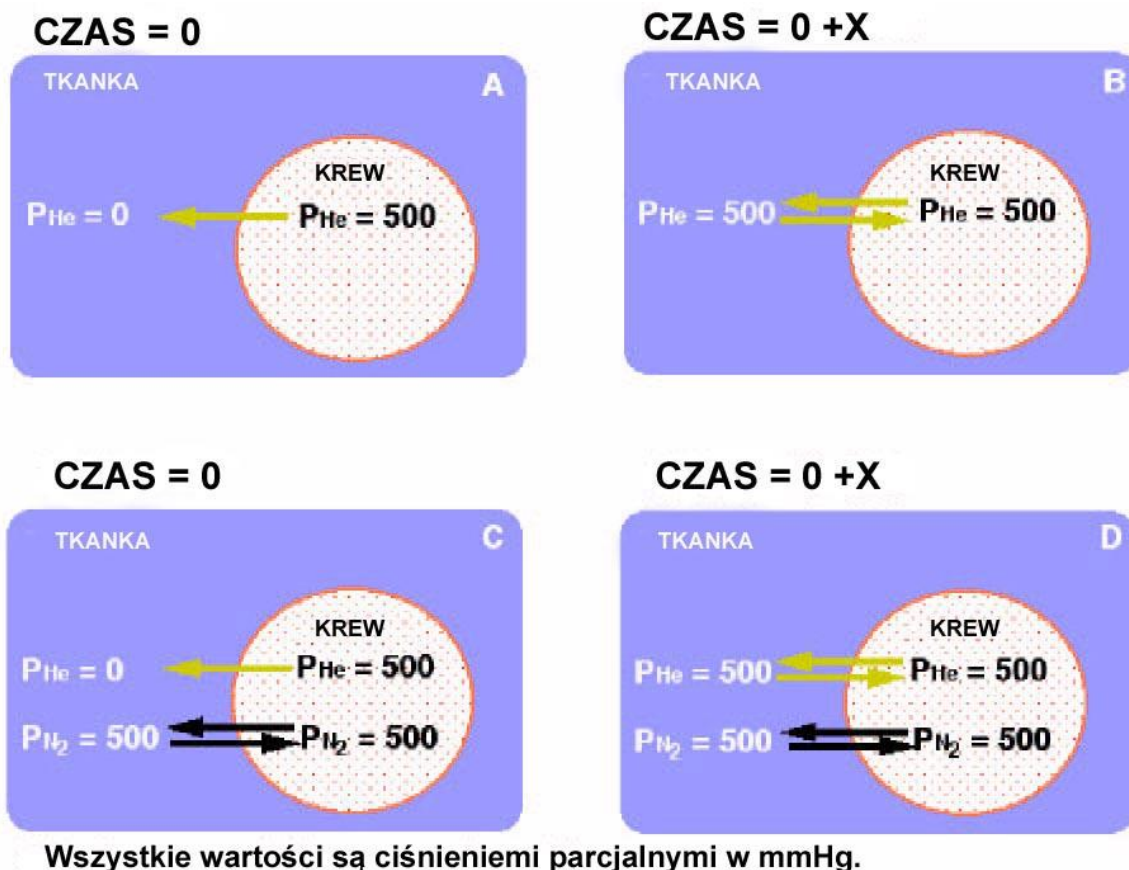 CZAS = 0
TKANKA A
KREW
PHe = 0 PHe = 500
CZAS = 0 +X
TKANKA B
KREW
PHe = 500 PHe = 500
CZAS = 0
TKANKA C
KREW
PHe = 0 PHe = 500
PN2 = 500 PN2 = 500
CZAS = 0 +X
TKANKA D
KREW
PHe = 500 PHe = 500
PN2 = 500 PN2 = 500
Wszystkie wartości są ciśnieniemi parcjalnymi w mmHg.